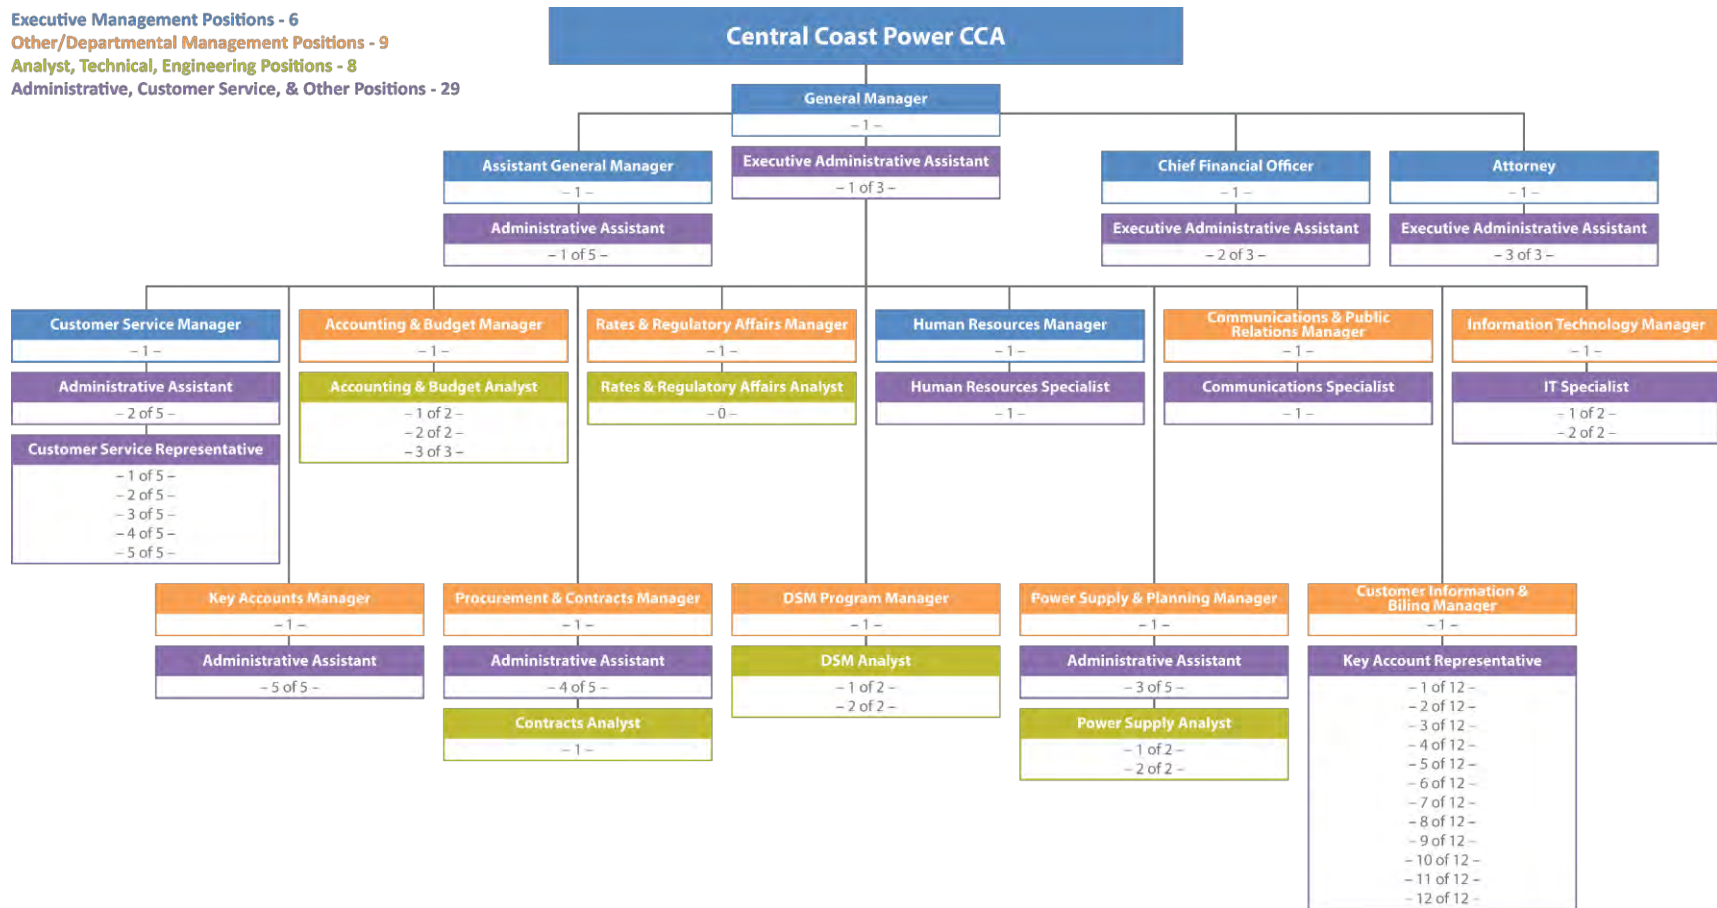 Executive Management Positions - 6
Other/Departmental Management Positions - 9
Analyst, Technical, Engineering Positions - 8
Administrative, Customer Service, & Other Positions - 29
Central Coast Power CCA
General Manager
– 1 –
Executive Administrative Assistant
– 1 of 3 –
Assistant General Manager
– 1 –
Administrative Assistant
– 1 of 5 –
Chief Financial Officer
– 1 –
Executive Administrative Assistant
– 2 of 3 –
Attorney
– 1 –
Executive Administrative Assistant
– 3 of 3 –
Customer Service Manager
– 1 –
Administrative Assistant
– 2 of 5 –
Customer Service Representative
– 1 of 5 –
– 2 of 5 –
– 3 of 5 –
– 4 of 5 –
– 5 of 5 –
Accounting & Budget Manager
– 1 –
Accounting & Budget Analyst
– 1 of 2 –
– 2 of 2 –
– 3 of 3 –
Rates & Regulatory Affairs Manager
– 1 –
Rates & Regulatory Affairs Analyst
– 0 –
Human Resources Manager
– 1 –
Human Resources Specialist
– 1 –
Communications & Public
Relations Manager
– 1 –
Communications Specialist
– 1 –
Information Technology Manager
– 1 –
IT Specialist
– 1 of 2 –
– 2 of 2 –
Key Accounts Manager
– 1 –
Administrative Assistant
– 5 of 5 –
Procurement & Contracts Manager
– 1 –
Administrative Assistant
– 4 of 5 –
Contracts Analyst
– 1 –
DSM Program Manager
– 1 –
DSM Analyst
– 1 of 2 –
– 2 of 2 –
Power Supply & Planning Manager
– 1 –
Administrative Assistant
– 3 of 5 –
Power Supply Analyst
– 1 of 2 –
– 2 of 2 –
Customer Information &
Biling Manager
– 1 –
Key Account Representative
– 1 of 12 –
– 2 of 12 –
– 3 of 12 –
– 4 of 12 –
– 5 of 12 –
– 6 of 12 –
– 7 of 12 –
– 8 of 12 –
– 9 of 12 –
– 10 of 12 –
– 11 of 12 –
– 12 of 12 –